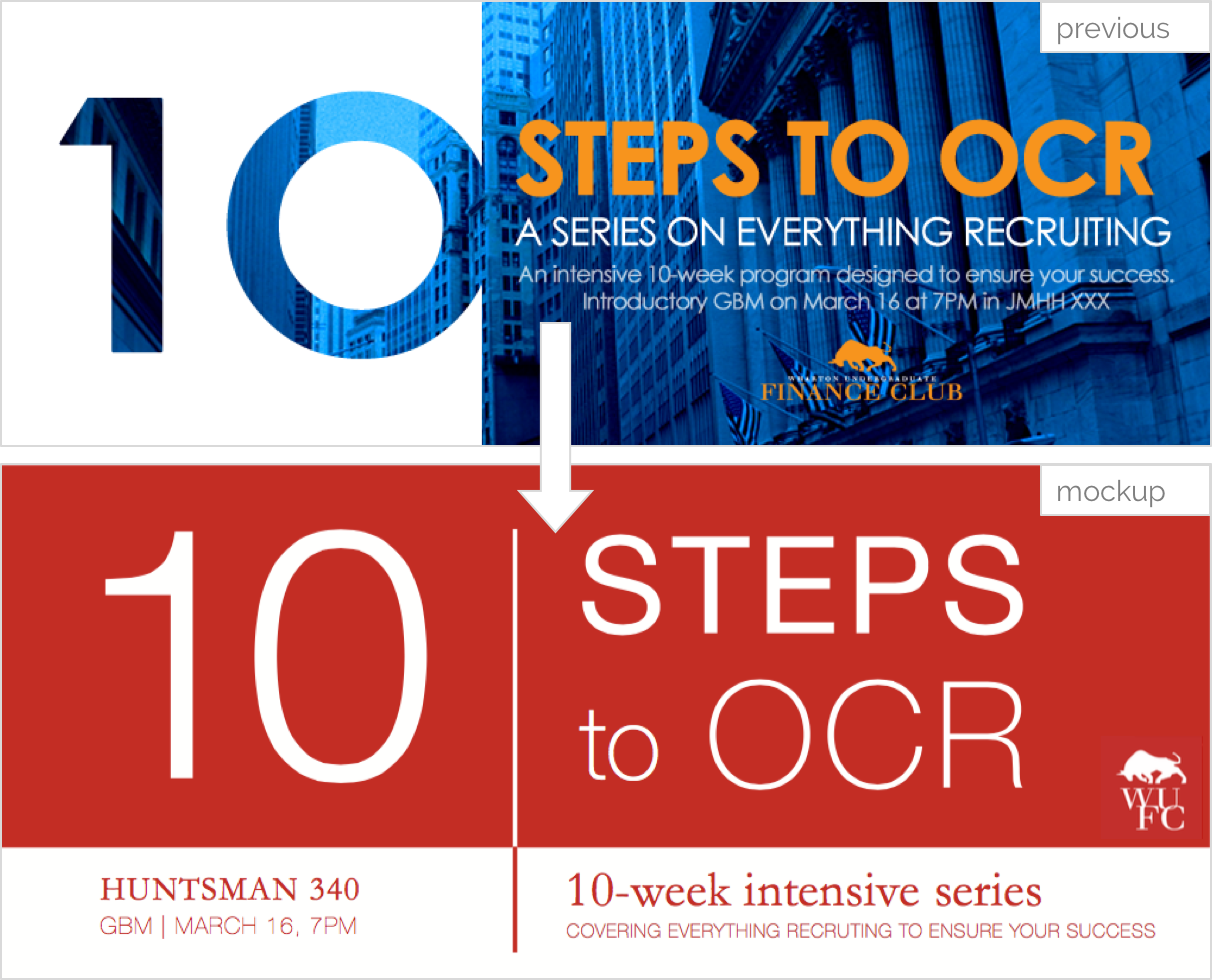 previous
10 STEPS TO OCR
A SERIES ON EVERYTHING RECRUITING
An intensive 10-week program designed to ensure your success.
Introductory GBM on March 16 at 7PM in JMHH XXX
WHARTON UNDERGRADUATE
FINANCE CLUB
mockup
10
STEPS
to OCR
WU
FC
HUNTSMAN 340
GBM | MARCH 16, 7PM
10-week intensive series
COVERING EVERYTHING RECRUTING TO ENSURE YOUR SUCCESS